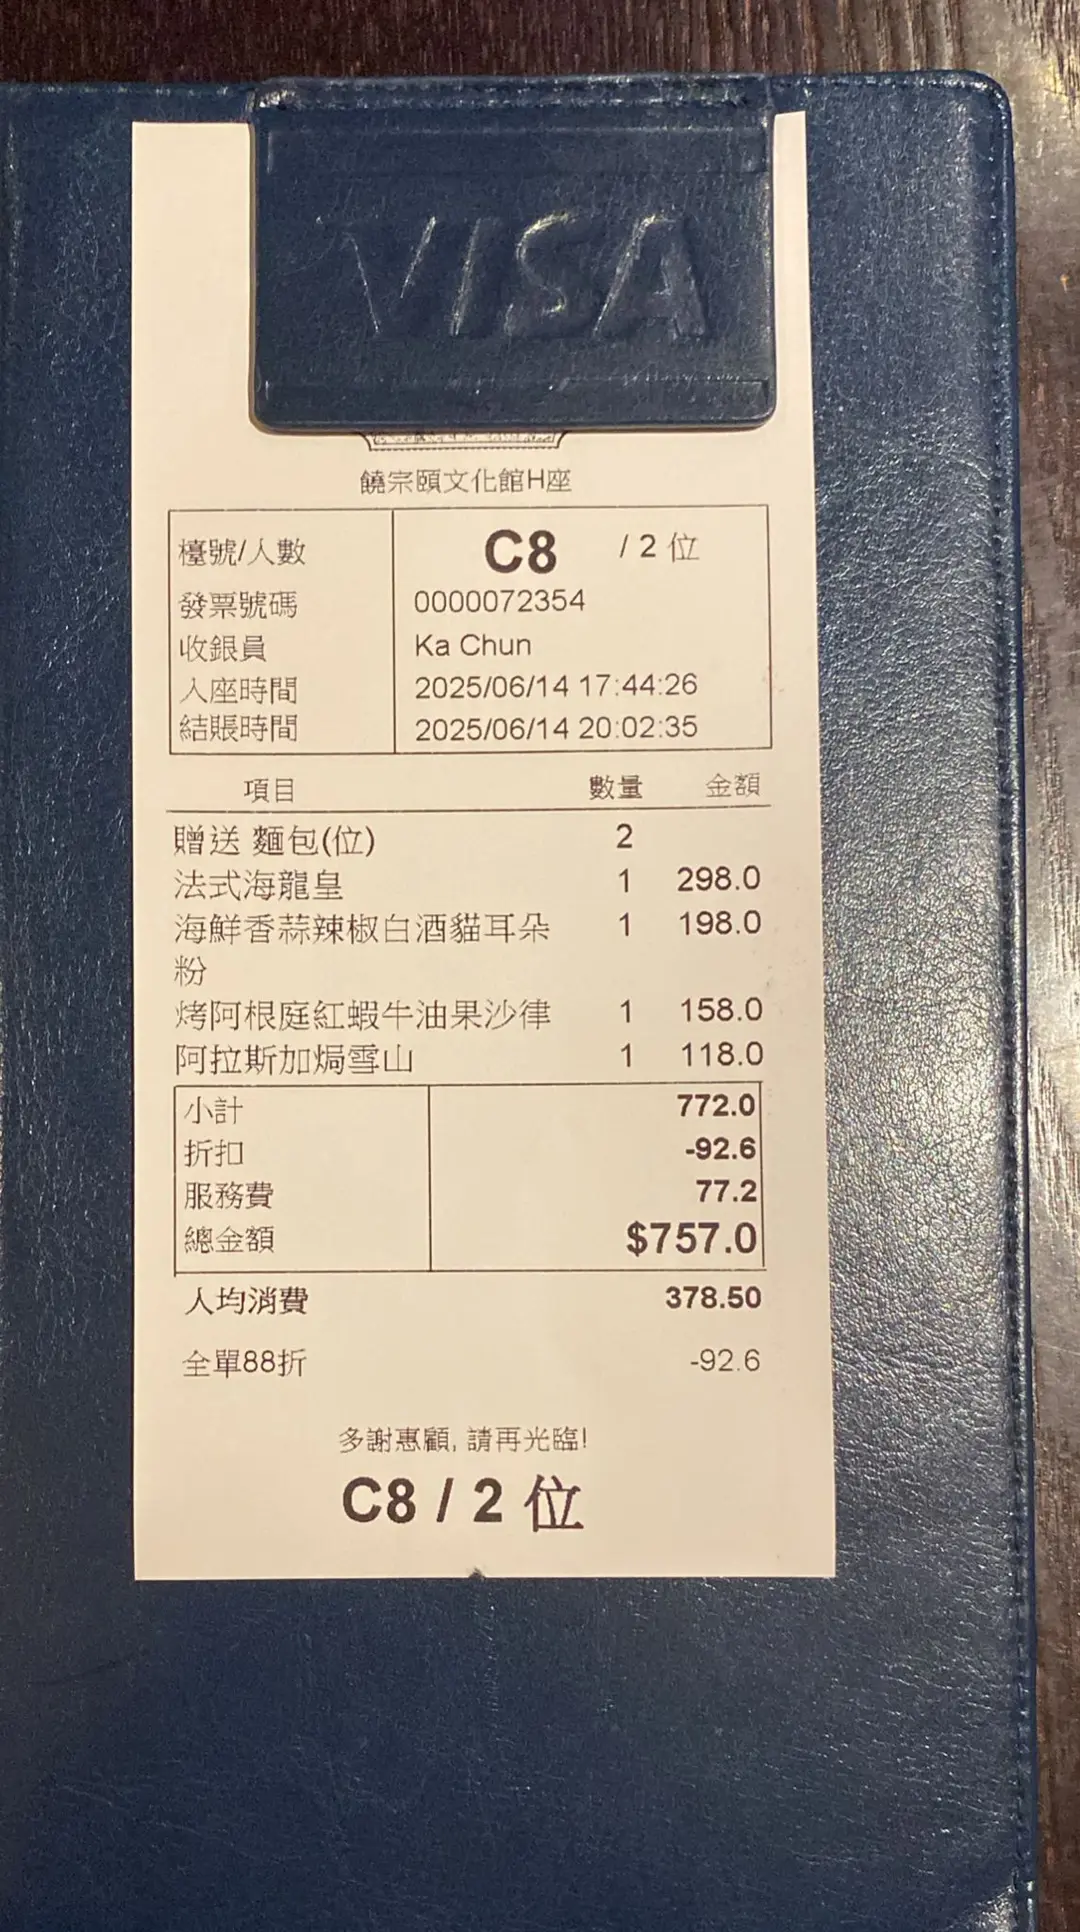 VISA
饒宗頤文化館H座
檯號/人數 C8 / 2 位
發票號碼 0000072354
收銀員 Ka Chun
入座時間 2025/06/14 17:44:26
結賬時間 2025/06/14 20:02:35
項目 數量 金額
贈送 麵包(位) 2
法式海龍皇 1 298.0
海鮮香蒜辣椒白酒貓耳朵 1 198.0
粉
烤阿根庭紅蝦牛油果沙律 1 158.0
阿拉斯加焗雪山 1 118.0
小計 772.0
折扣 -92.6
服務費 77.2
總金額 $757.0
人均消費 378.50
全單88折 -92.6
多謝惠顧, 請再光臨!
C8 / 2 位